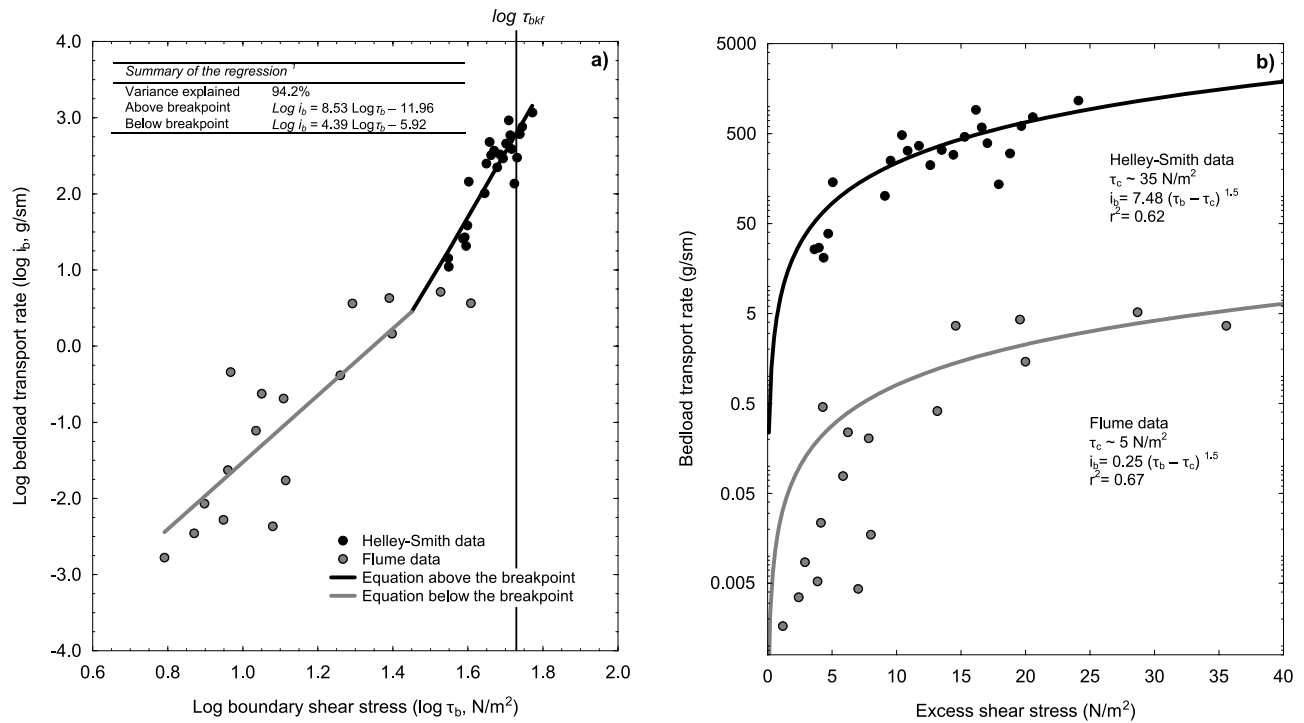 log τbkf
a)
4.0
3.0
2.0
1.0
0.0
-1.0
-2.0
-3.0
-4.0
Log bedload transport rate (log ib, g/sm)
Summary of the regression 1
Variance explained 94.2%
Above breakpoint Log ib = 8.53 Log τb – 11.96
Below breakpoint Log ib = 4.39 Log τb – 5.92
Helley-Smith data
Flume data
Equation above the breakpoint
Equation below the breakpoint
0.6 0.8 1.0 1.2 1.4 1.6 1.8 2.0
Log boundary shear stress (log τb, N/m²)
b)
5000
500
50
5
0.5
0.05
0.005
Bedload transport rate (g/sm)
Helley-Smith data
τc ~ 35 N/m²
ib= 7.48 (τb – τc) 1.5
r²= 0.62
Flume data
τc ~ 5 N/m²
ib= 0.25 (τb – τc) 1.5
r²= 0.67
0 5 10 15 20 25 30 35 40
Excess shear stress (N/m²)